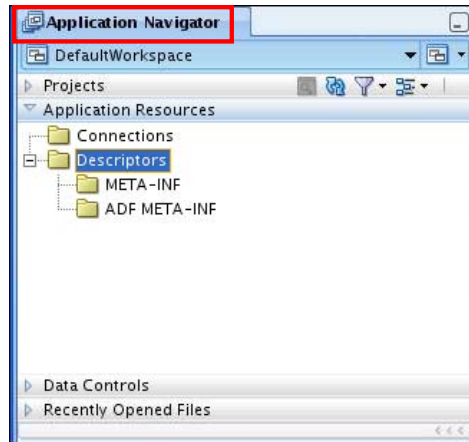 Application Navigator
DefaultWorkspace
Projects
Application Resources
Connections
Descriptors
META-INF
ADF META-INF
Data Controls
Recently Opened Files